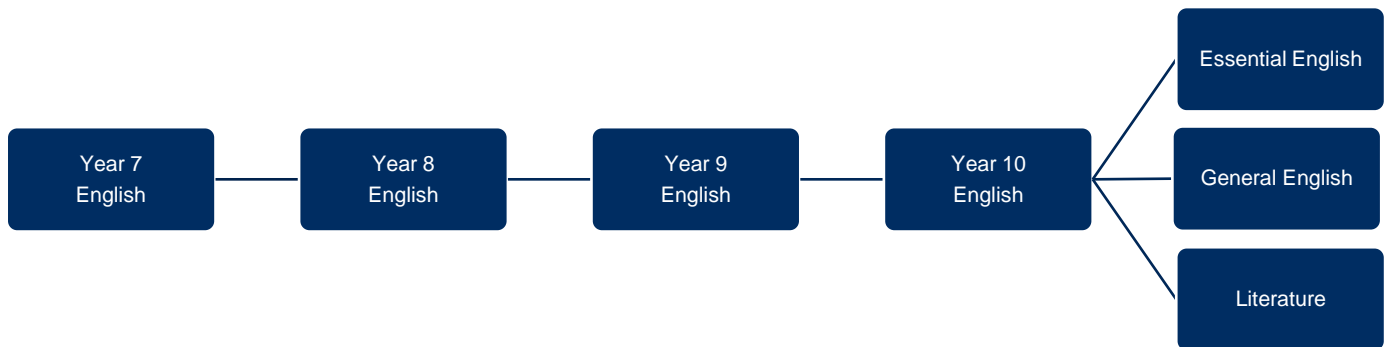 Year 7
English
Year 8
English
Year 9
English
Year 10
English
Essential English
General English
Literature